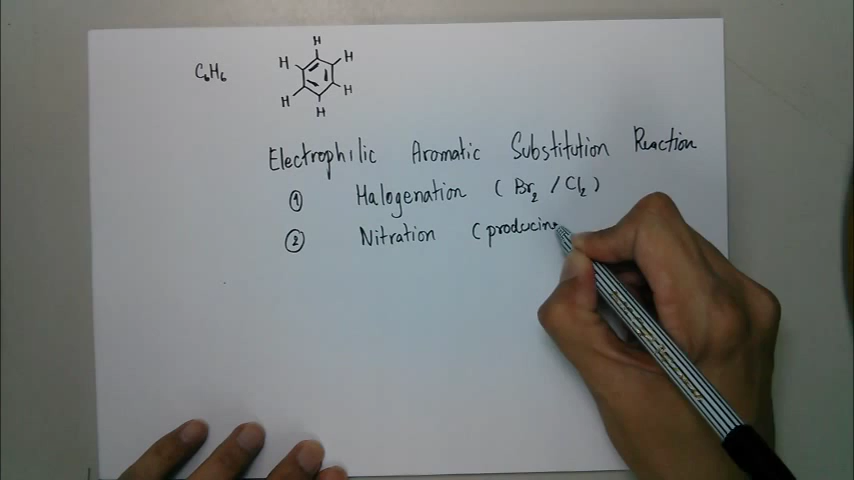 C6H6
H
H H
H H
H
Electrophilic Aromatic Substitution Reaction
① Halogenation (Br2 / Cl2)
② Nitration (producin